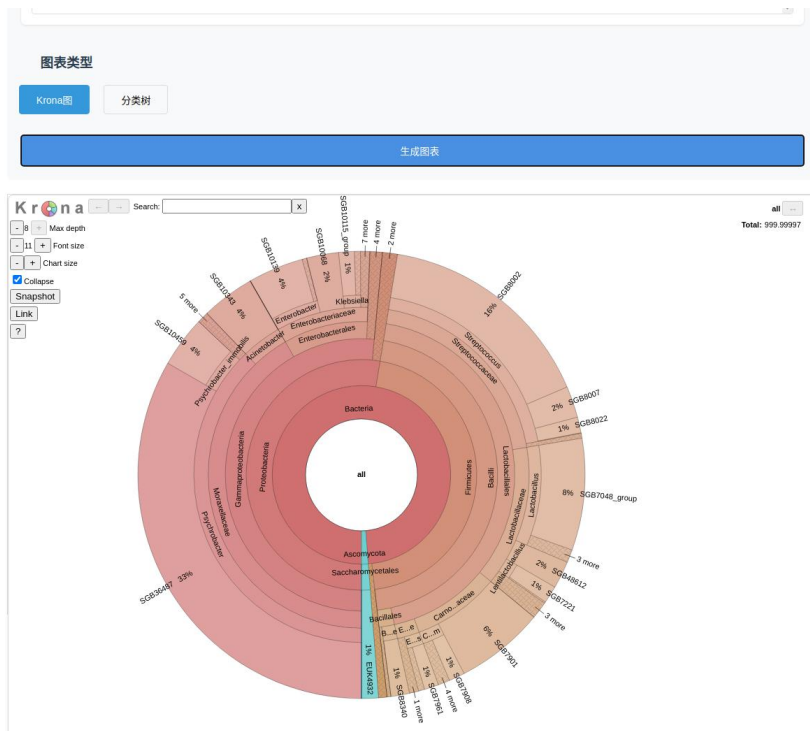 图表类型
Krona图
分类树
生成图表
Krona
← → Search: x
all ...
- 8 + Max depth
Total: 999.99997
- 11 + Font size
- + Chart size
Collapse
Snapshot
Link
?
SGB10115_group 1%
7 more
4 more
2 more
SGB10068 2%
SGB10139 4%
SGB10343 4%
5 more
SGB10459 4%
SGB36487 33%
SGB8002
16%
2% SGB8007
1% SGB8022
8% SGB7048_group
3 more
2% SGB48612
1% SGB7221
3 more
6% SGB7901
1% SGB7908
4 more
1% SGB7961
1 more
1% SGB8340
1% EUK4932
Klebsiella
Enterobacter
Enterobacteriaceae
Enterobacterales
Acinetobacter
Psychrobacter_immobilis
Psychrobacter
Moraxellaceae
Gammaproteobacteria
Proteobacteria
Bacteria
all
Ascomycota
Saccharomycetales
Firmicutes
Bacilli
Lactobacillales
Streptococcus
Streptococcaceae
Lactobacillaceae
Lactobacillus
Lentilactobacillus
Carno...aceae
Bacillales
B...e E...e
E...s C...m